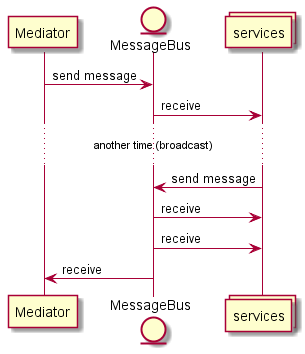 Mediator
MessageBus
services
send message
receive
another time:(broadcast)
send message
receive
receive
receive
Mediator
MessageBus
services